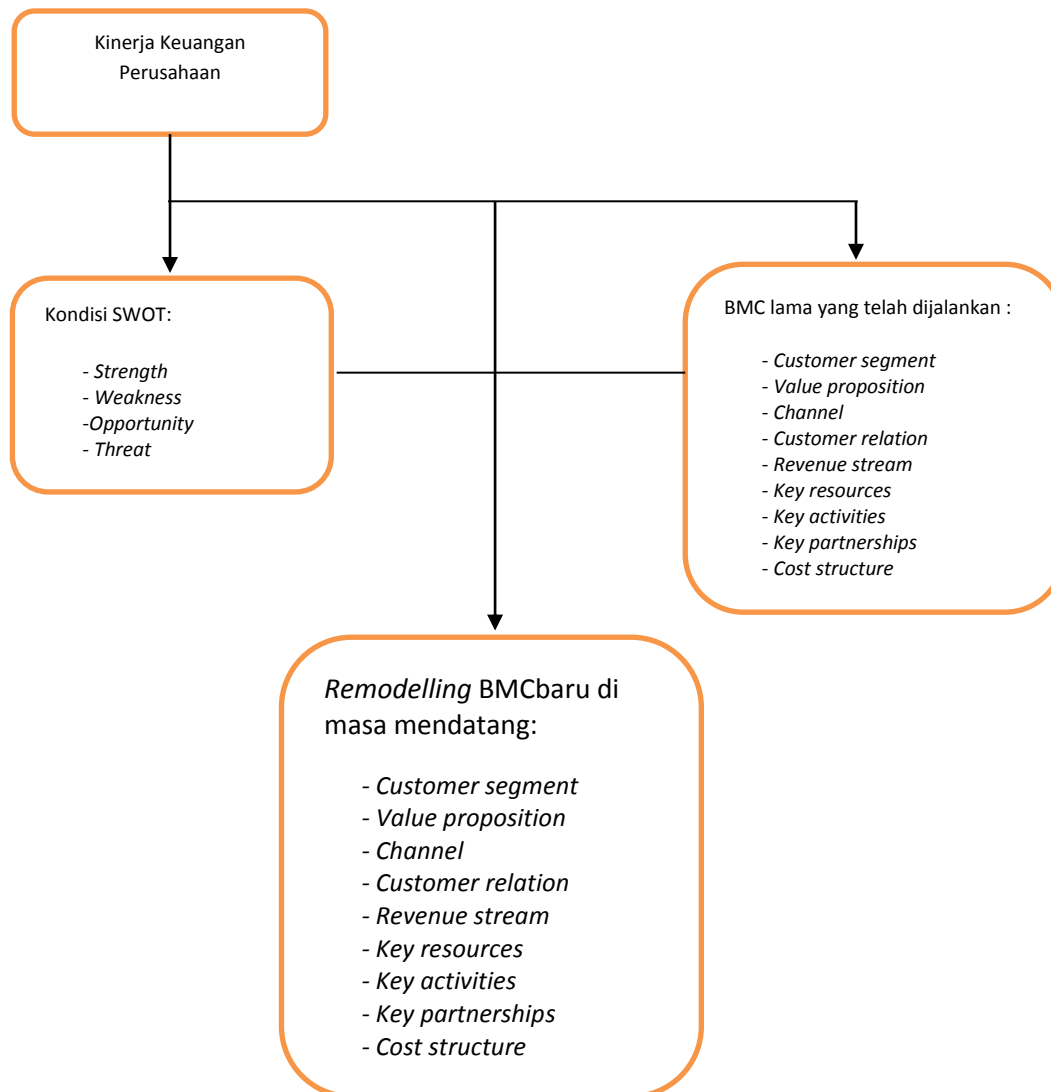 Kinerja Keuangan
Perusahaan
Kondisi SWOT:
- Strength
- Weakness
-Opportunity
- Threat
BMC lama yang telah dijalankan :
- Customer segment
- Value proposition
- Channel
- Customer relation
- Revenue stream
- Key resources
- Key activities
- Key partnerships
- Cost structure
Remodelling BMCbaru di
masa mendatang:
- Customer segment
- Value proposition
- Channel
- Customer relation
- Revenue stream
- Key resources
- Key activities
- Key partnerships
- Cost structure